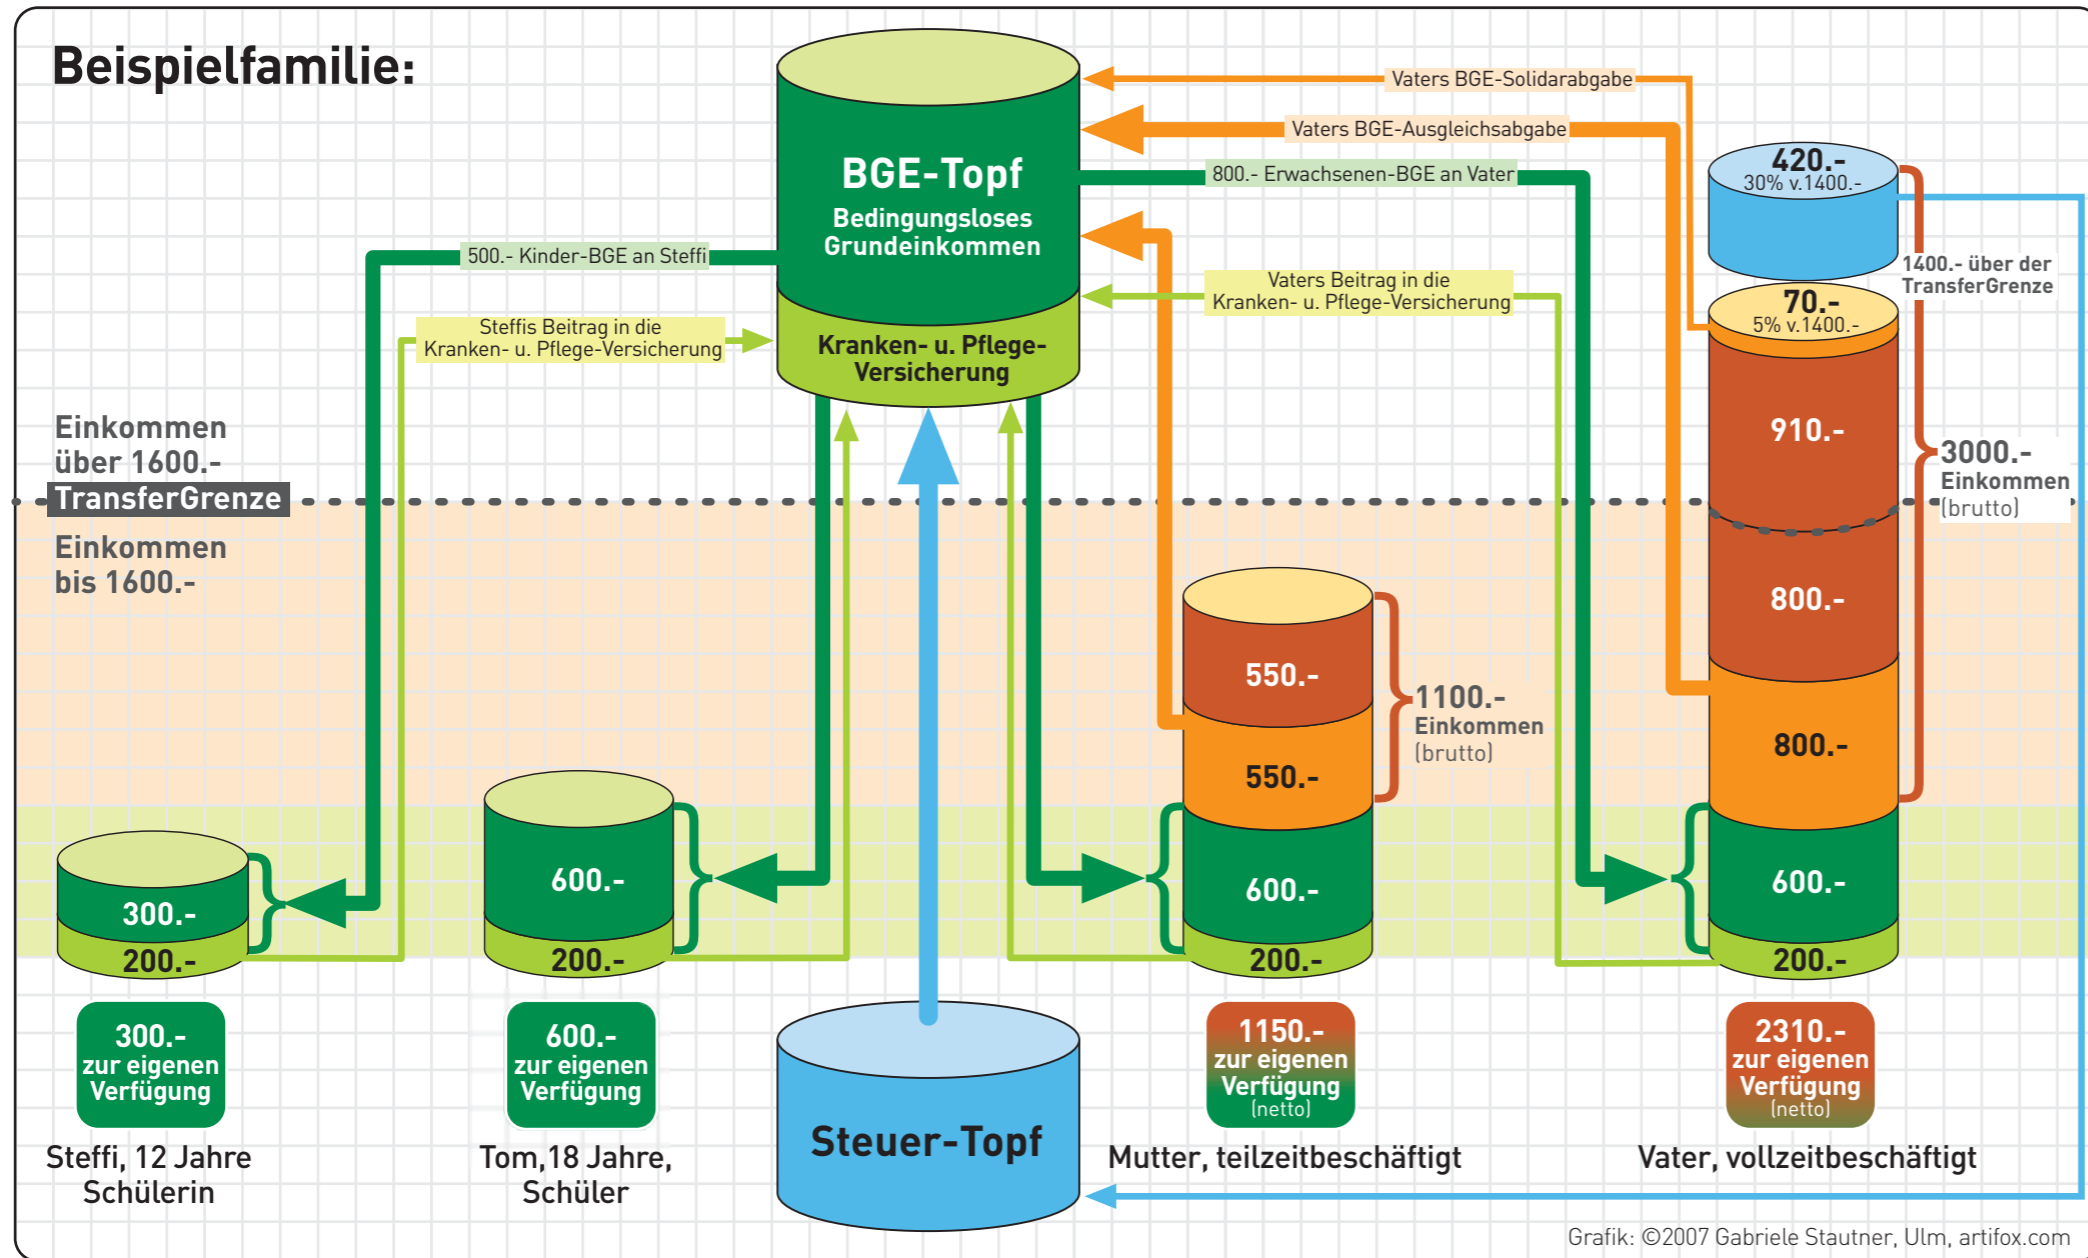 Beispielfamilie:
Vaters BGE-Solidarabgabe
Vaters BGE-Ausgleichsabgabe
800.- Erwachsenen-BGE an Vater
BGE-Topf
Bedingungsloses
Grundeinkommen
500.- Kinder-BGE an Steffi
Vaters Beitrag in die
Kranken- u. Pflege-Versicherung
Steffis Beitrag in die
Kranken- u. Pflege-Versicherung
Kranken- u. Pflege-
Versicherung
420.-
30% v.1400.-
1400.- über der
TransferGrenze
70.-
5% v.1400.-
910.-
3000.-
Einkommen
(brutto)
Einkommen
über 1600.-
TransferGrenze
Einkommen
bis 1600.-
800.-
800.-
600.-
200.-
550.-
550.-
1100.-
Einkommen
(brutto)
600.-
200.-
600.-
200.-
300.-
200.-
300.-
zur eigenen
Verfügung
Steffi, 12 Jahre
Schülerin
600.-
zur eigenen
Verfügung
Tom,18 Jahre,
Schüler
Steuer-Topf
1150.-
zur eigenen
Verfügung
(netto)
Mutter, teilzeitbeschäftigt
2310.-
zur eigenen
Verfügung
(netto)
Vater, vollzeitbeschäftigt
Grafik: ©2007 Gabriele Stautner, Ulm, artifox.com